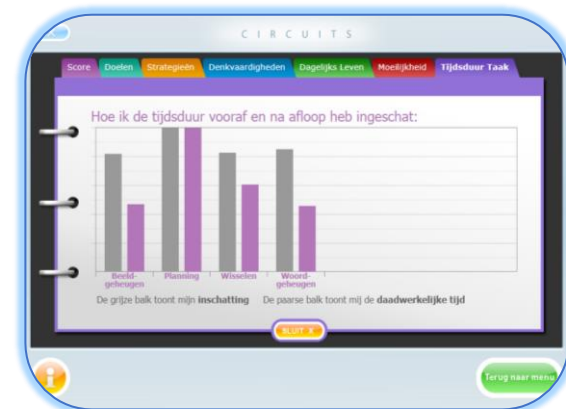 CIRCUITS
Score Doelen Strategieën Denkvaardigheden Dagelijks Leven Moeilijkheid Tijdsduur Taak
Hoe ik de tijdsduur vooraf en na afloop heb ingeschat:
Beeld-
geheugen
Planning
Wisselen
Woord-
geheugen
De grijze balk toont mijn inschatting De paarse balk toont mij de daadwerkelijke tijd
SLUIT X
Terug naar menu